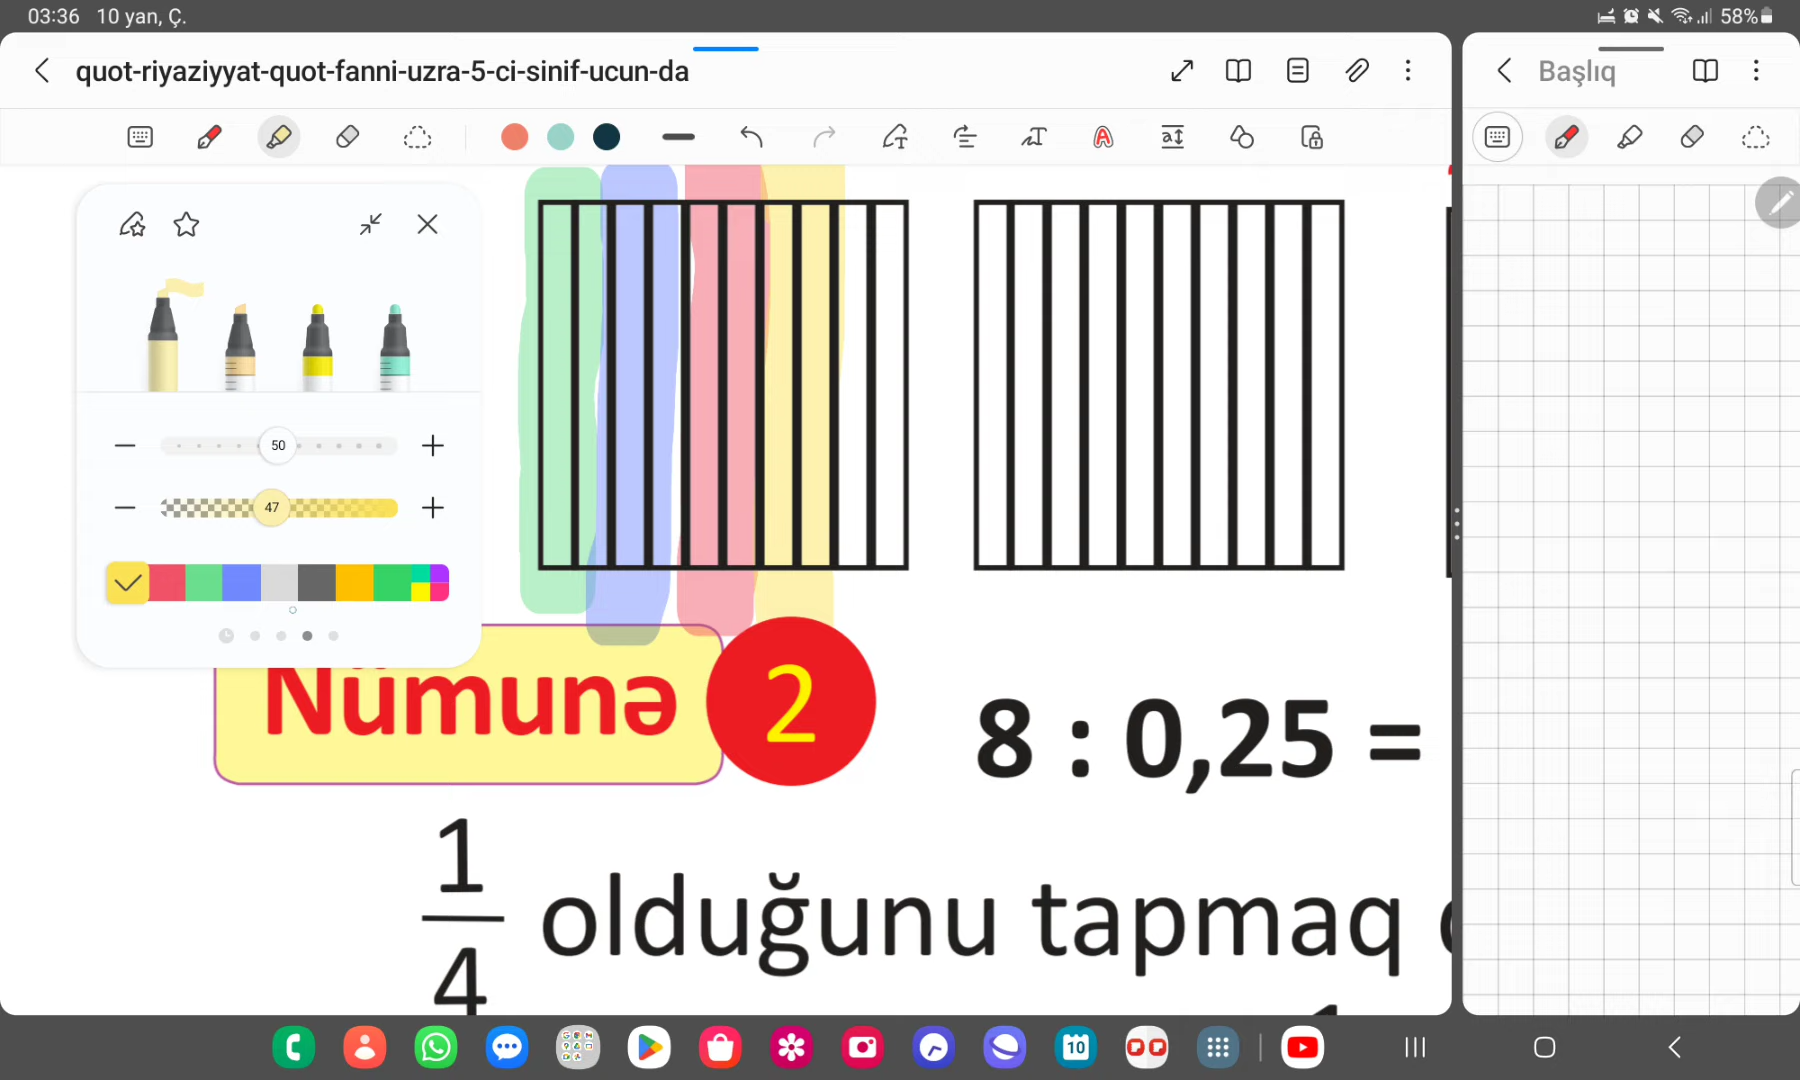 03:36 10 yan, Ç.
58%
quot-riyaziyyat-quot-fanni-uzra-5-ci-sinif-ucun-da
Başlıq
50
47
Nümunə 2
8 : 0,25 =
1
4
olduğunu tapmaq
10